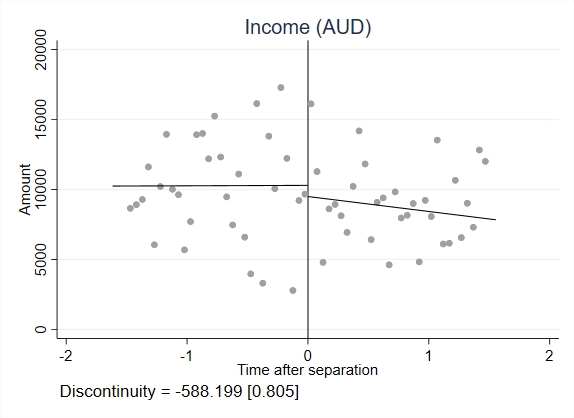 Income (AUD)
20000
15000
10000
5000
0
Amount
-2 -1 0 1 2
Time after separation
Discontinuity = -588.199 [0.805]